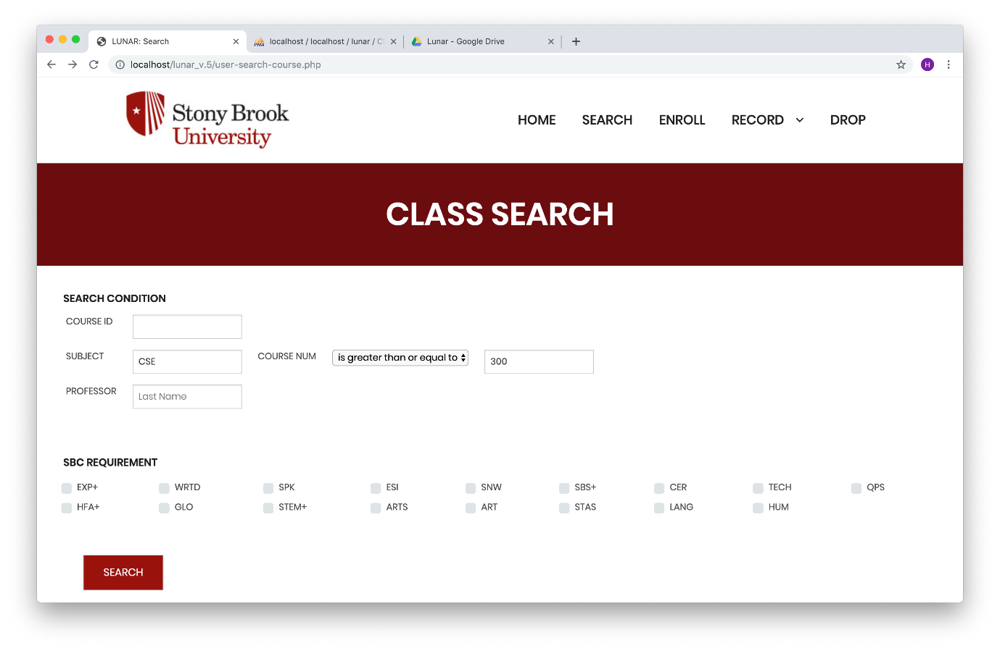 LUNAR: Search
localhost / localhost / lunar / C
Lunar - Google Drive
localhost/lunar_v.5/user-search-course.php
H
Stony Brook
University
HOME SEARCH ENROLL RECORD DROP
CLASS SEARCH
SEARCH CONDITION
COURSE ID
SUBJECT CSE COURSE NUM is greater than or equal to 300
PROFESSOR Last Name
SBC REQUIREMENT
EXP+ WRTD SPK ESI SNW SBS+ CER TECH QPS
HFA+ GLO STEM+ ARTS ART STAS LANG HUM
SEARCH